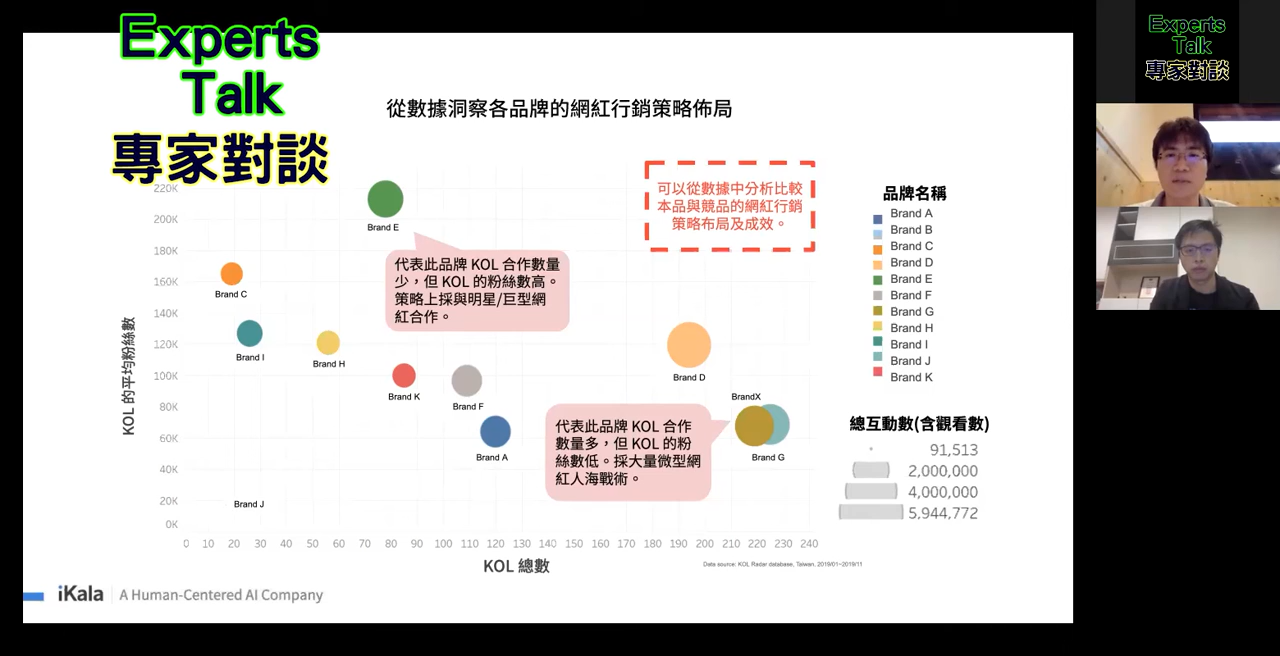 Experts
Talk
專家對談
Experts
Talk
專家對談
從數據洞察各品牌的網紅行銷策略佈局
可以從數據中分析比較
本品與競品的網紅行銷
策略布局及成效。
品牌名稱
Brand A
Brand B
Brand C
Brand D
Brand E
Brand F
Brand G
Brand H
Brand I
Brand J
Brand K
總互動數(含觀看數)
91,513
2,000,000
4,000,000
5,944,772
KOL 的平均粉絲數
220K
200K
180K
160K
140K
120K
100K
80K
60K
40K
20K
0K
Brand E
代表此品牌 KOL 合作數量
少，但 KOL 的粉絲數高。
策略上採與明星/巨型網
紅合作。
Brand C
Brand I
Brand H
Brand K
Brand F
Brand A
Brand D
BrandX
Brand G
代表此品牌 KOL 合作
數量多，但 KOL 的粉
絲數低。採大量微型網
紅人海戰術。
Brand J
0 10 20 30 40 50 60 70 80 90 100 110 120 130 140 150 160 170 180 190 200 210 220 230 240
KOL 總數
Data source: KOL Radar database, Taiwan, 2019/01~2019/11
iKala | A Human-Centered AI Company